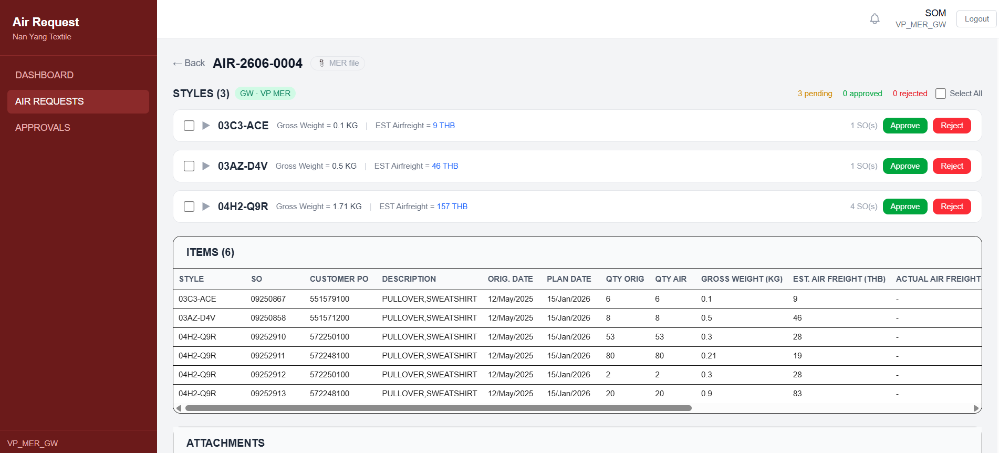 Air Request
Nan Yang Textile
DASHBOARD
AIR REQUESTS
APPROVALS
VP_MER_GW
SOM
VP_MER_GW
Logout
← Back AIR-2606-0004 MER file
STYLES (3) GW · VP MER 3 pending 0 approved 0 rejected Select All
03C3-ACE Gross Weight = 0.1 KG | EST Airfreight = 9 THB 1 SO(s) Approve Reject
03AZ-D4V Gross Weight = 0.5 KG | EST Airfreight = 46 THB 1 SO(s) Approve Reject
04H2-Q9R Gross Weight = 1.71 KG | EST Airfreight = 157 THB 4 SO(s) Approve Reject
ITEMS (6)
STYLE SO CUSTOMER PO DESCRIPTION ORIG. DATE PLAN DATE QTY ORIG QTY AIR GROSS WEIGHT (KG) EST. AIR FREIGHT (THB) ACTUAL AIR FREIGHT
03C3-ACE 09250867 551579100 PULLOVER,SWEATSHIRT 12/May/2025 15/Jan/2026 6 6 0.1 9 -
03AZ-D4V 09250858 551571200 PULLOVER,SWEATSHIRT 12/May/2025 15/Jan/2026 8 8 0.5 46 -
04H2-Q9R 09252910 572250100 PULLOVER,SWEATSHIRT 12/May/2025 15/Jan/2026 53 53 0.3 28 -
04H2-Q9R 09252911 572248100 PULLOVER,SWEATSHIRT 12/May/2025 15/Jan/2026 80 80 0.21 19 -
04H2-Q9R 09252912 572250100 PULLOVER,SWEATSHIRT 12/May/2025 15/Jan/2026 2 2 0.3 28 -
04H2-Q9R 09252913 572248100 PULLOVER,SWEATSHIRT 12/May/2025 15/Jan/2026 20 20 0.9 83 -
ATTACHMENTS